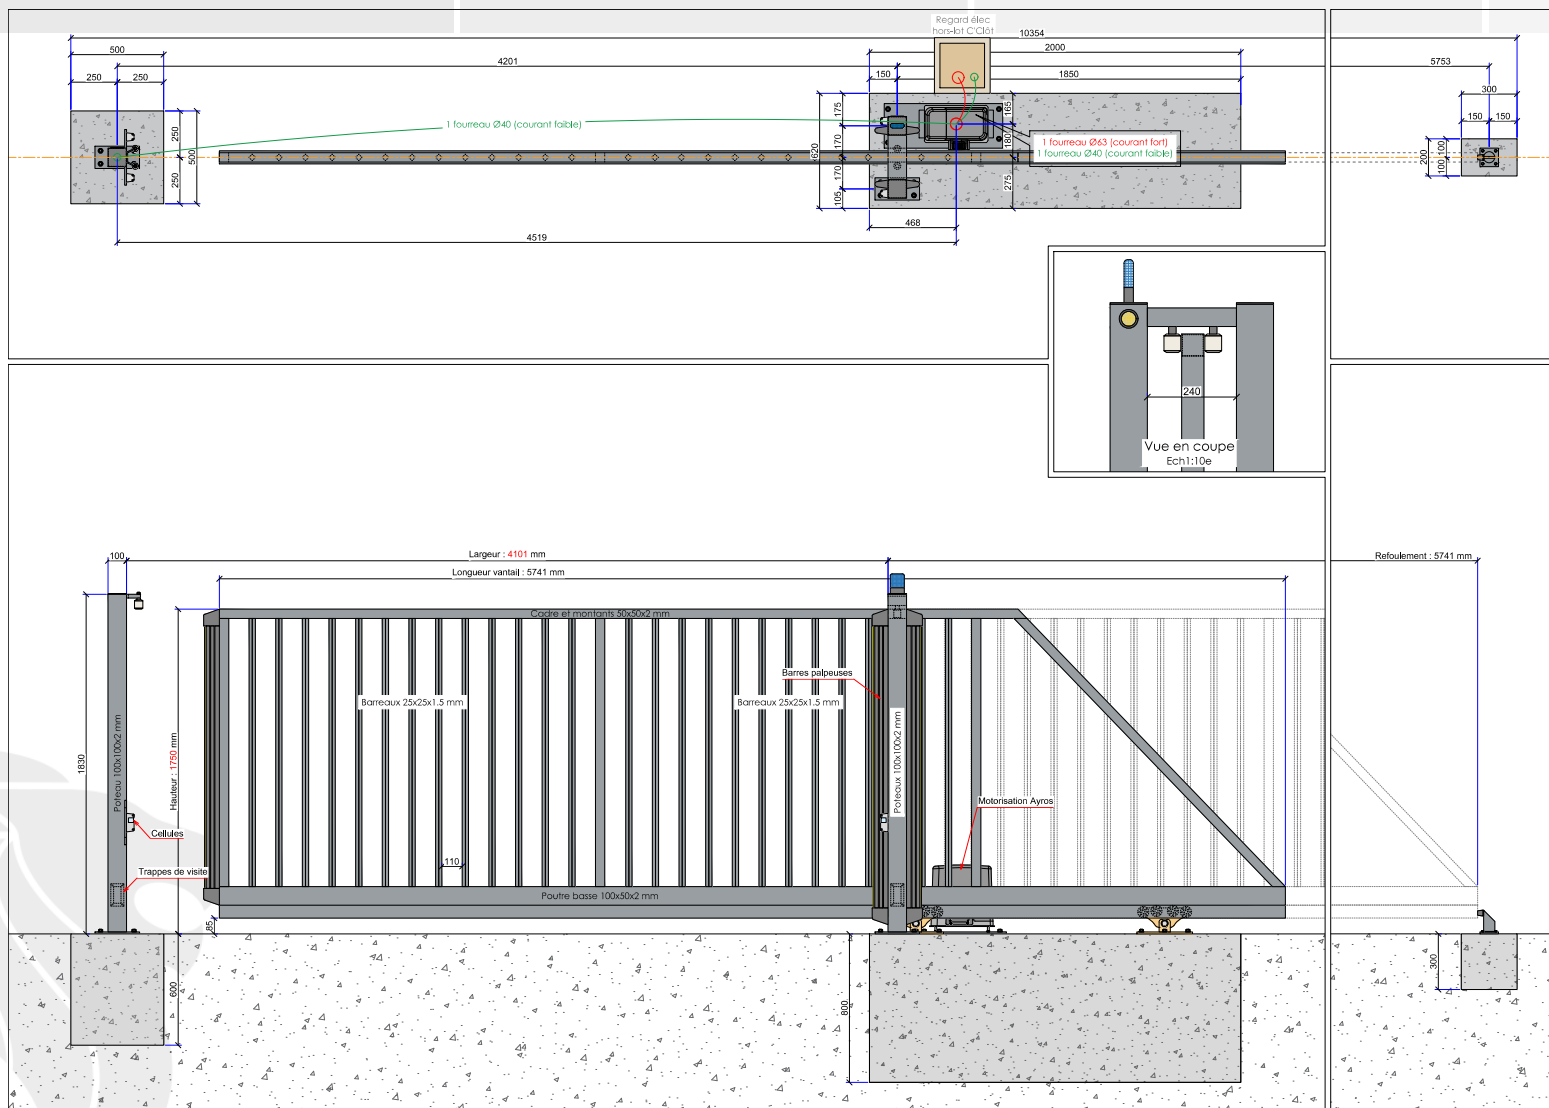 Regard élec
hors-lot C'Clôt
10354
500
2000
4201
5753
250
250
150
1850
300
150
150
1 fourreau Ø40 (courant faible)
250
500
250
175
620
170
170
105
165
180
275
1 fourreau Ø63 (courant fort)
1 fourreau Ø40 (courant faible)
200
100
100
468
4519
240
Vue en coupe
Ech1:10e
100
Largeur : 4101 mm
Refoulement : 5741 mm
Longueur vantail : 5741 mm
Cadre et montants 50x50x2 mm
Barres palpeuses
Barreaux 25x25x1.5 mm
Barreaux 25x25x1.5 mm
1830
Poteau 100x100x2 mm
Hauteur : 1750 mm
Poteaux 100x100x2 mm
Motorisation Ayros
Cellules
110
Trappes de visite
Poutre basse 100x50x2 mm
85
600
800
300